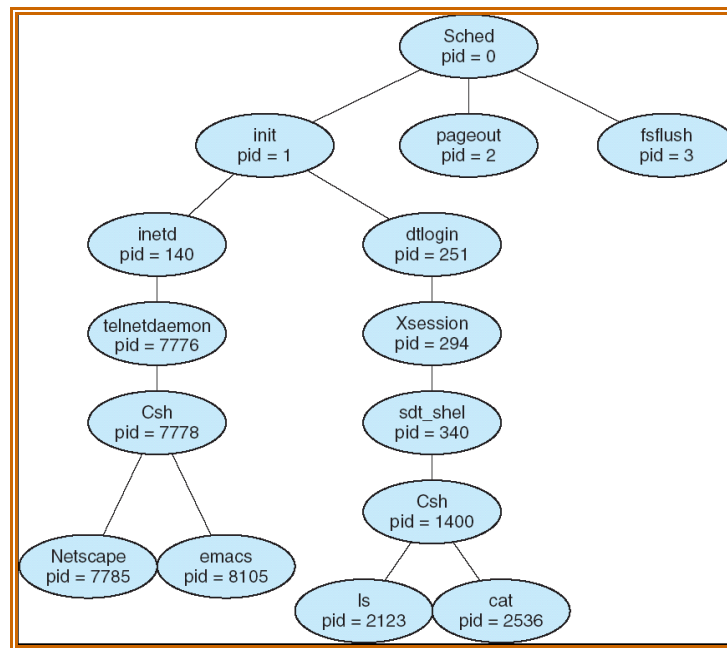 Sched
pid = 0
init
pid = 1
pageout
pid = 2
fsflush
pid = 3
inetd
pid = 140
dtlogin
pid = 251
telnetdaemon
pid = 7776
Xsession
pid = 294
Csh
pid = 7778
sdt_shel
pid = 340
Csh
pid = 1400
Netscape
pid = 7785
emacs
pid = 8105
ls
pid = 2123
cat
pid = 2536